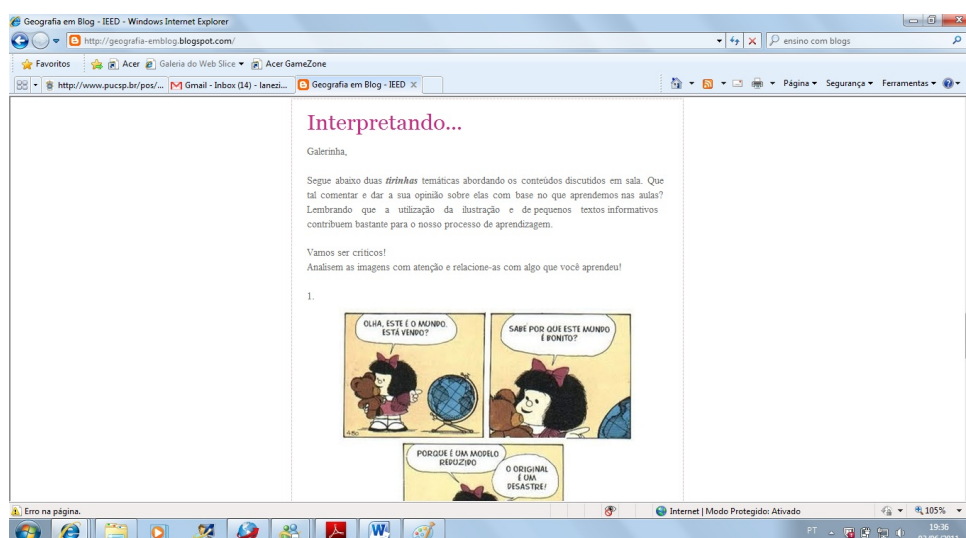 Geografia em Blog - IEED - Windows Internet Explorer
http://geografia-emblog.blogspot.com/
ensino com blogs
Favoritos Acer Galeria do Web Slice Acer GameZone
http://www.pucsp.br/pos/... Gmail - Inbox (14) - lanezi... Geografia em Blog - IEED
Página Segurança Ferramentas
Interpretando...
Galerinha,
Segue abaixo duas tirinhas temáticas abordando os conteúdos discutidos em sala. Que
tal comentar e dar a sua opinião sobre elas com base no que aprendemos nas aulas?
Lembrando que a utilização da ilustração e de pequenos textos informativos
contribuem bastante para o nosso processo de aprendizagem.
Vamos ser críticos!
Analisem as imagens com atenção e relacione-as com algo que você aprendeu!
1.
OLHA, ESTE É O MUNDO.
ESTÁ VENDO?
SABE POR QUE ESTE MUNDO
É BONITO?
PORQUE É UM MODELO
REDUZIDO
O ORIGINAL
É UM
DESASTRE!
Erro na página.
Internet | Modo Protegido: Ativado
105%
PT
19:36